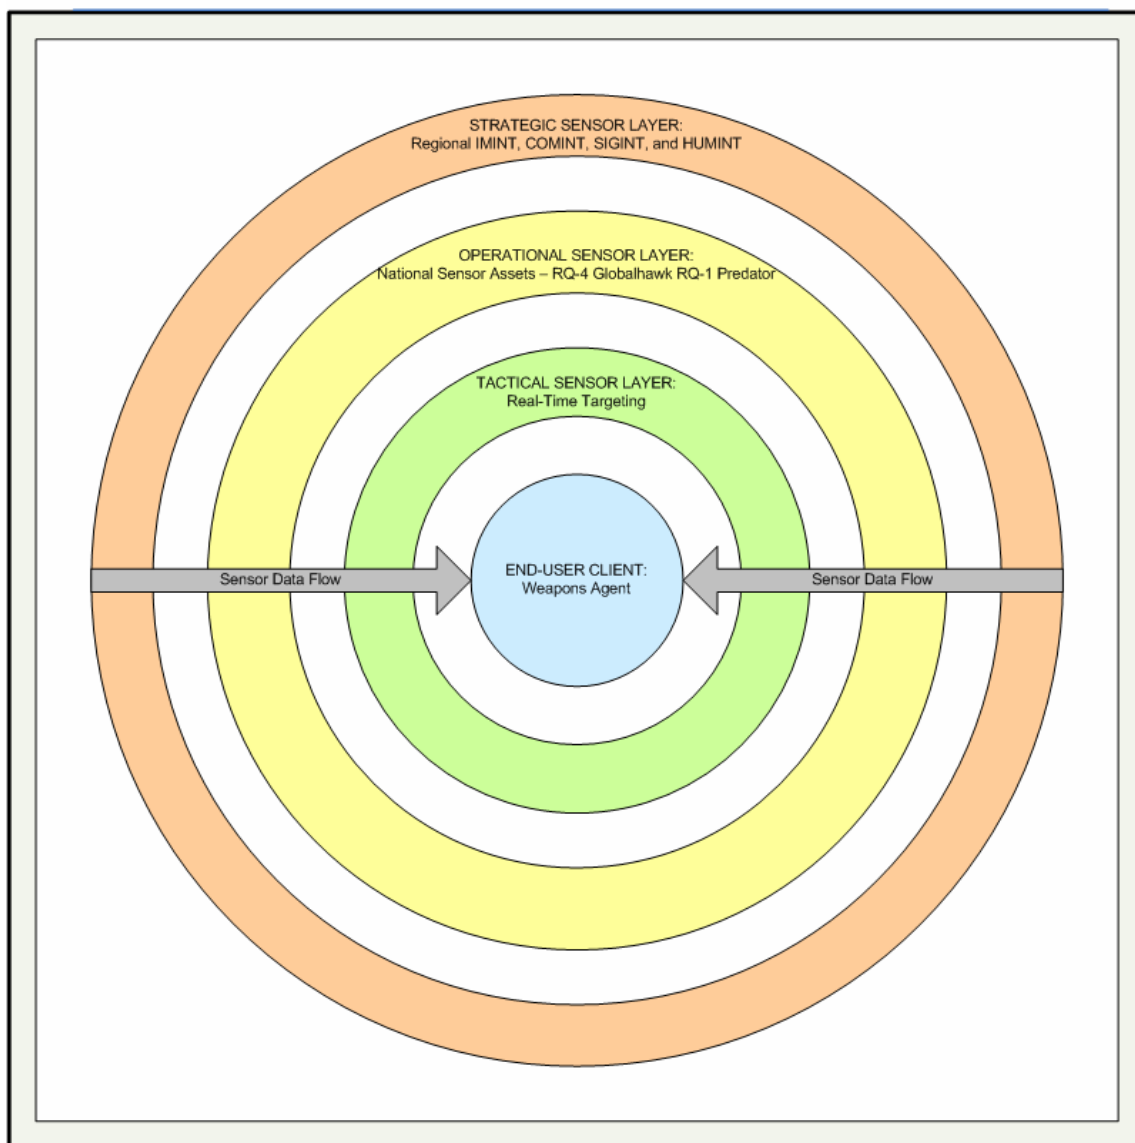 STRATEGIC SENSOR LAYER:
Regional IMINT, COMINT, SIGINT, and HUMINT
OPERATIONAL SENSOR LAYER:
National Sensor Assets – RQ-4 Globalhawk RQ-1 Predator
TACTICAL SENSOR LAYER:
Real-Time Targeting
END-USER CLIENT:
Weapons Agent
Sensor Data Flow
Sensor Data Flow